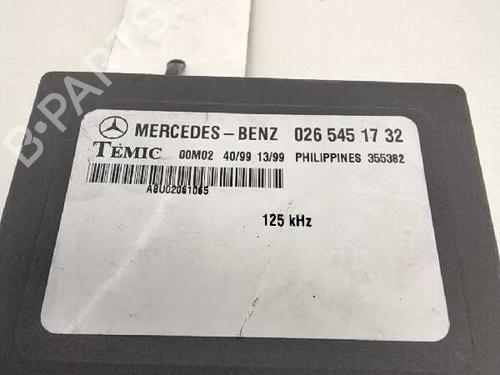 B-PARTS
MERCEDES-BENZ 026 545 17 32
TEMIC 00M02 40/99 13/99 PHILIPPINES 355382
A8U02061065
125 kHz